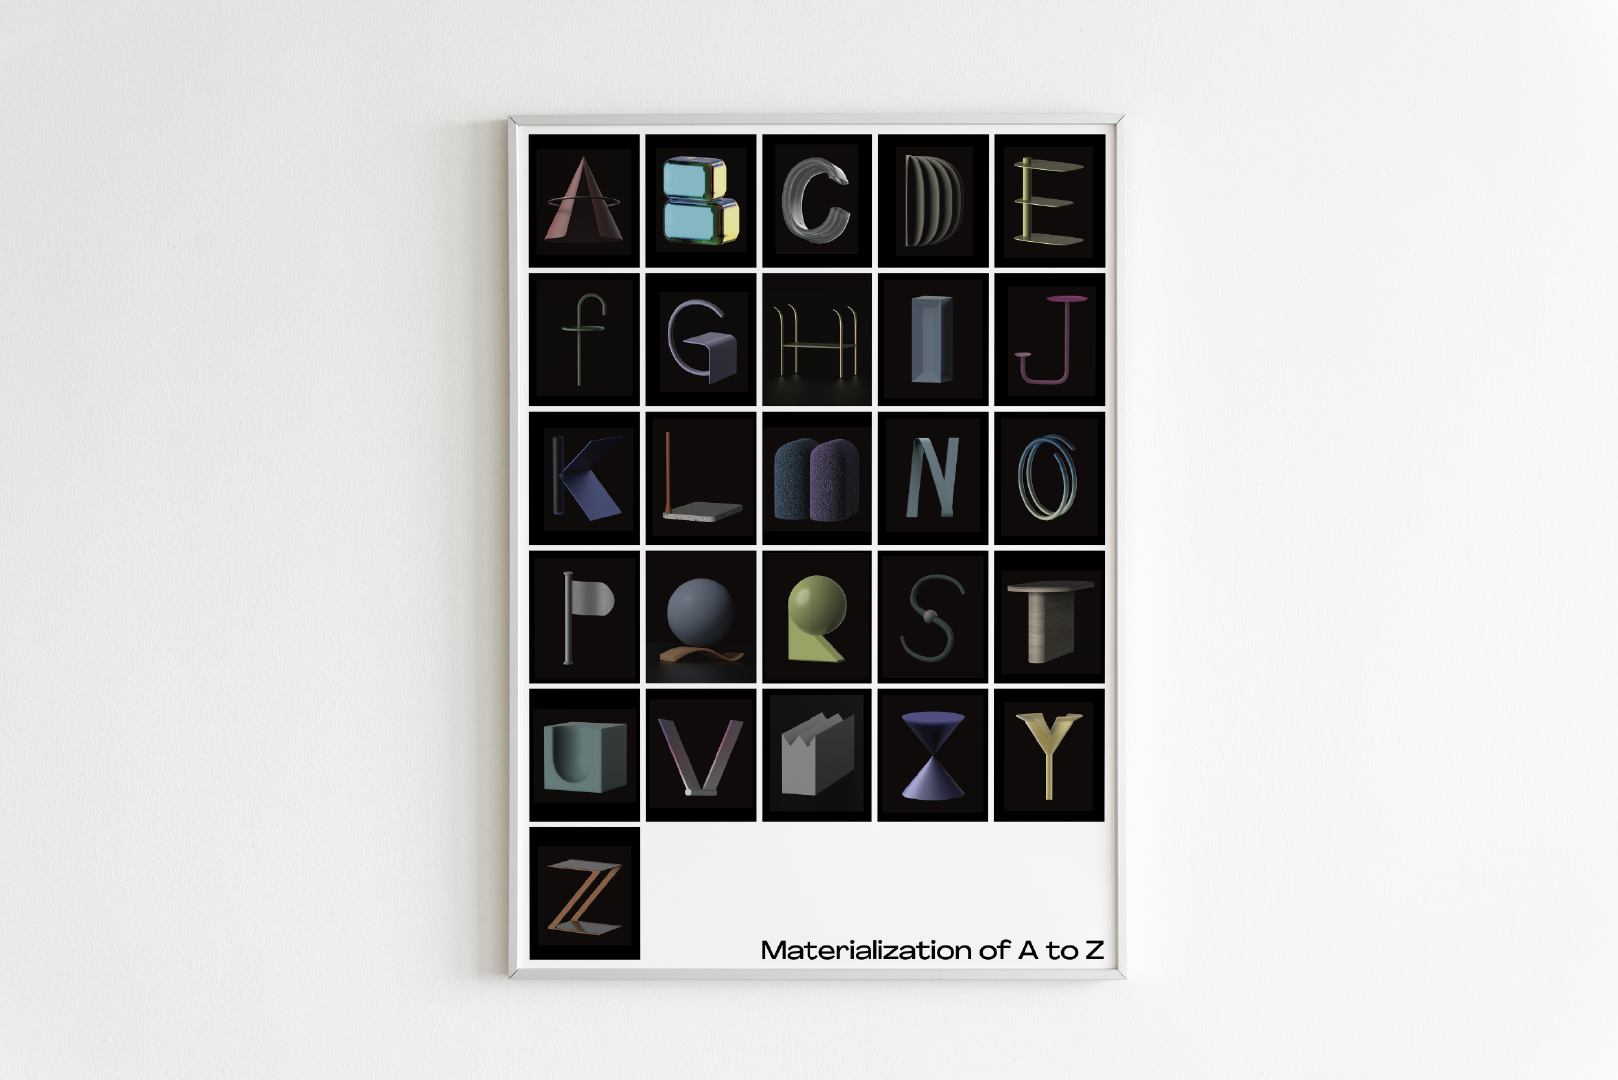 A B C D E
f G H I J
K L m N O
P Q R S T
U V W X Y
Z
Materialization of A to Z